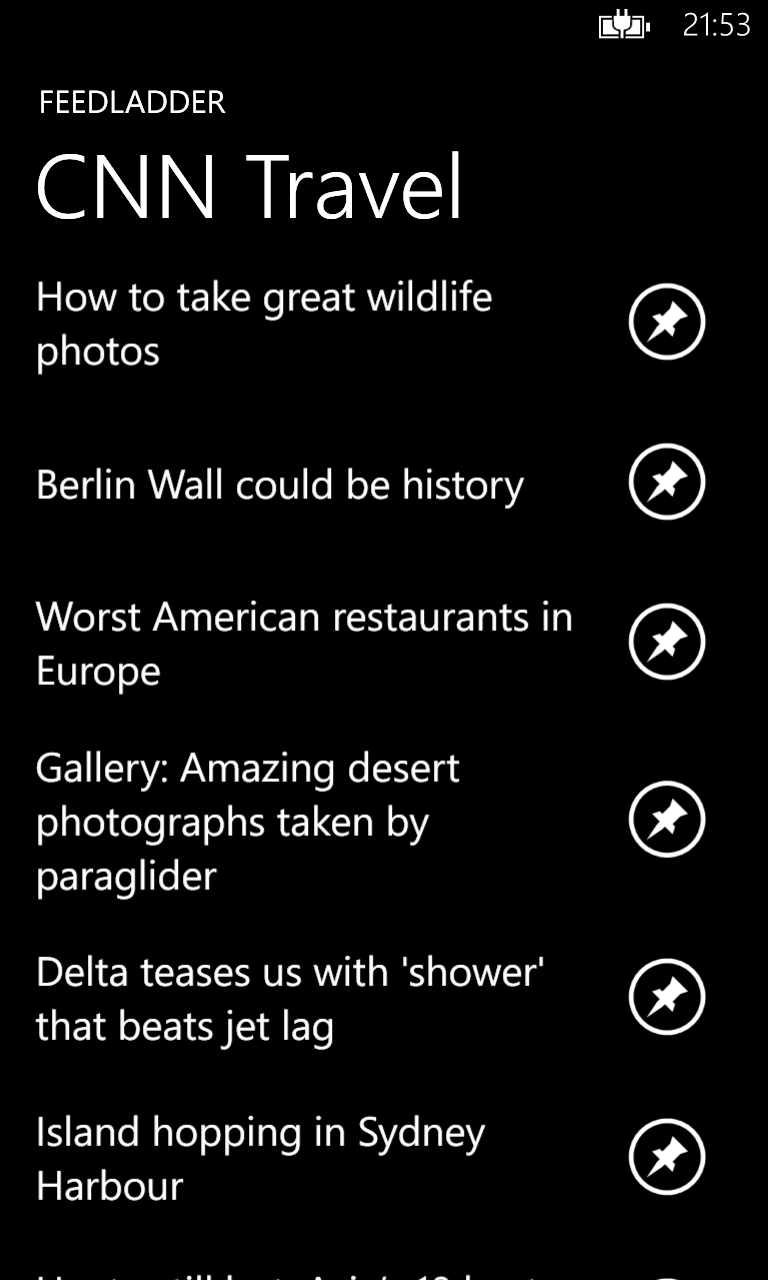 21:53
FEEDLADDER
CNN Travel
How to take great wildlife
photos
Berlin Wall could be history
Worst American restaurants in
Europe
Gallery: Amazing desert
photographs taken by
paraglider
Delta teases us with 'shower'
that beats jet lag
Island hopping in Sydney
Harbour